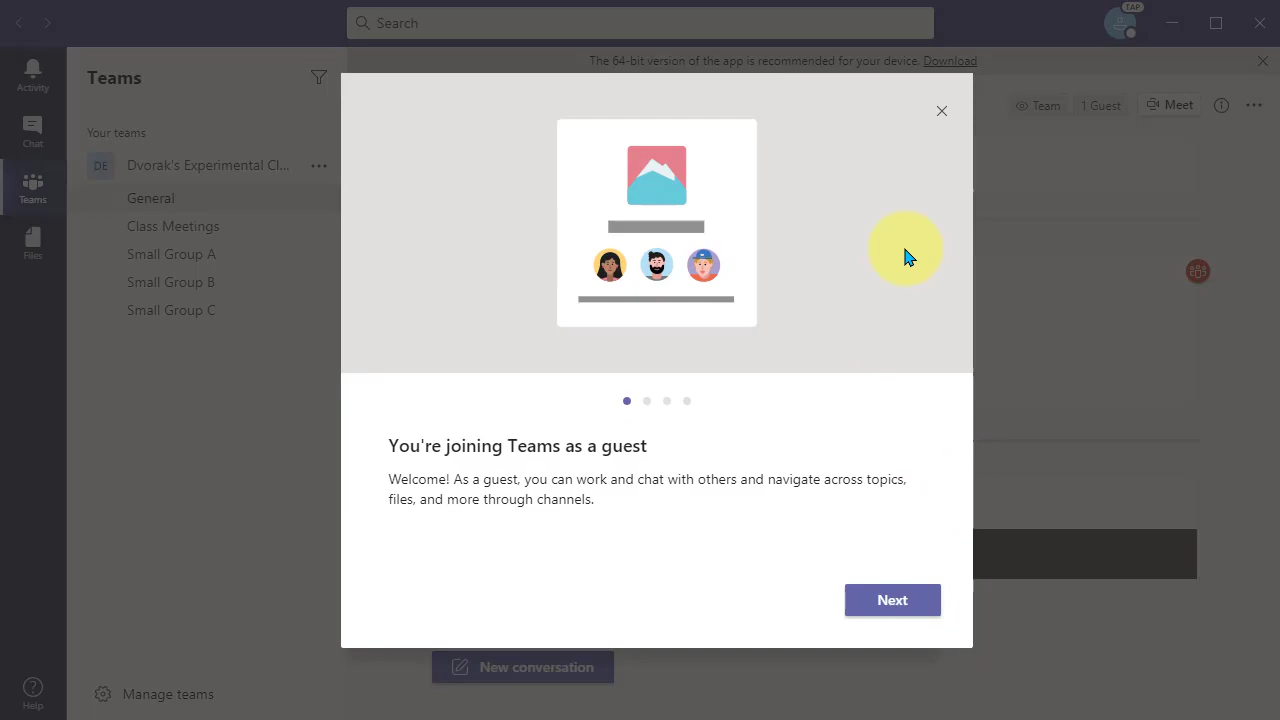 Search
TAP
The 64-bit version of the app is recommended for your device. Download
Activity
Chat
Teams
Files
Help
Teams
Your teams
DE
Dvorak's Experimental Cl...
General
Class Meetings
Small Group A
Small Group B
Small Group C
Manage teams
Team
1 Guest
Meet
You're joining Teams as a guest
Welcome! As a guest, you can work and chat with others and navigate across topics,
files, and more through channels.
Next
New conversation